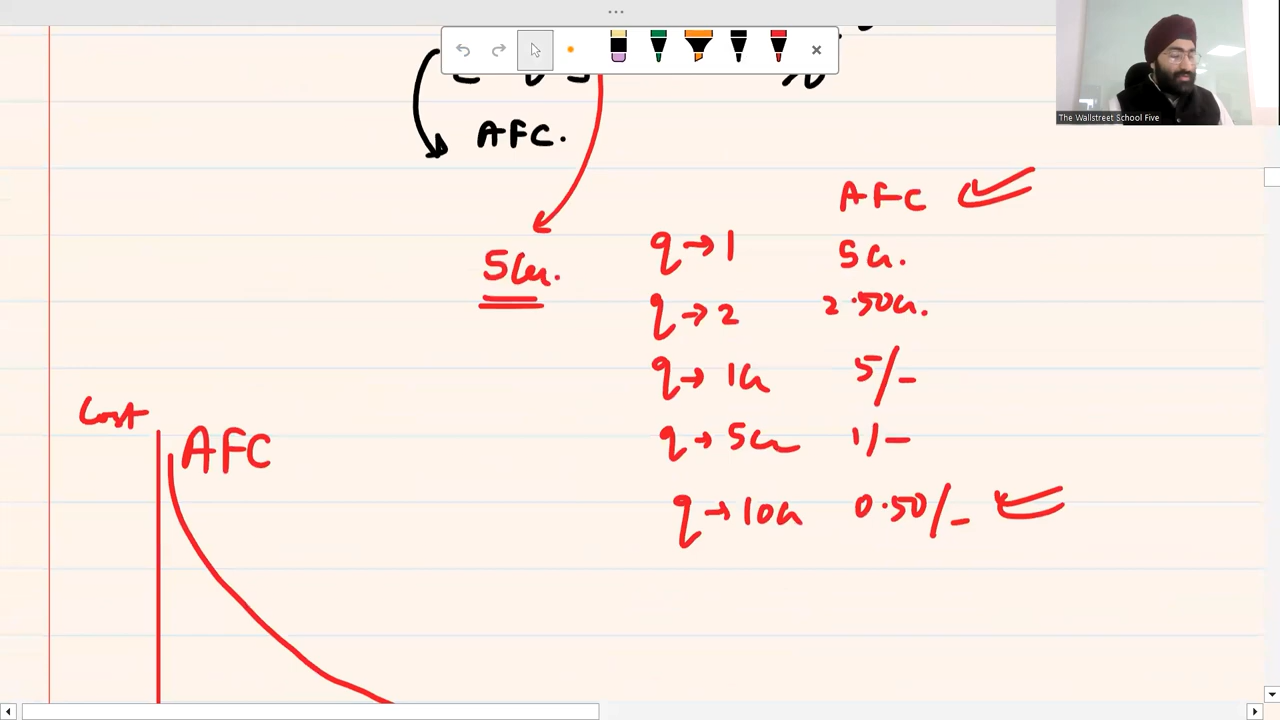 The Wallstreet School Five
AFC.
5Cr.
AFC
q→1 5Cr.
q→2 2.50Cr.
q→1Cr 5/-
q→5Cr 1/-
q→10Cr 0.50/-
Cost
AFC